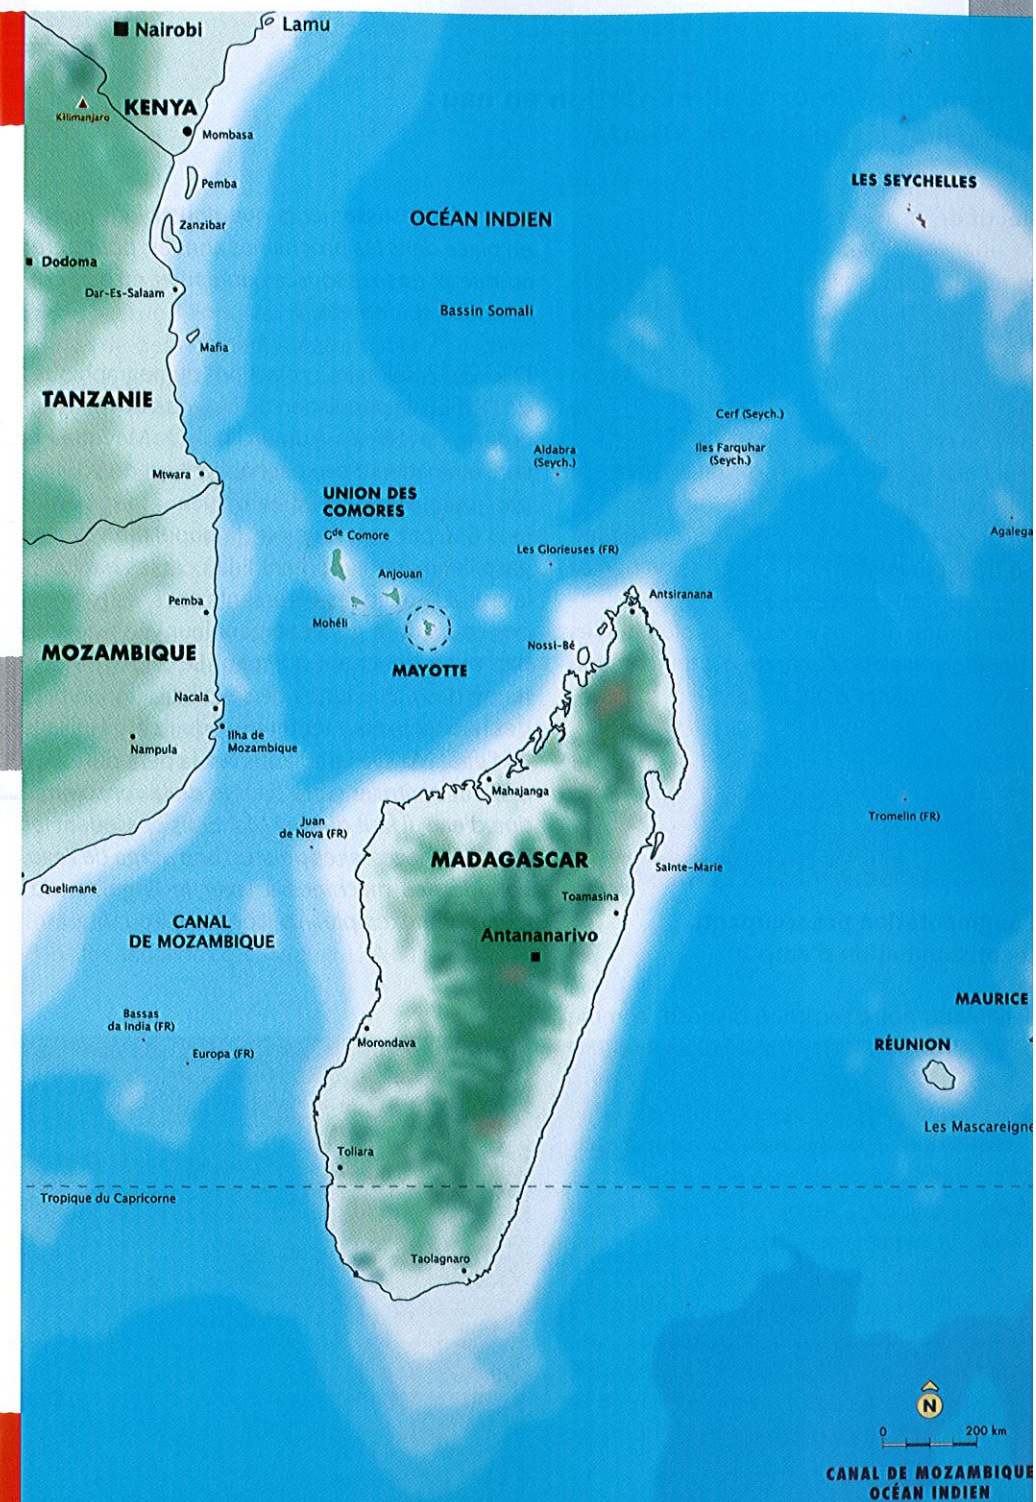 Nairobi
Lamu
Kilimanjaro
KENYA
Mombasa
Pemba
LES SEYCHELLES
Zanzibar
OCÉAN INDIEN
Dodoma
Dar-Es-Salaam
Bassin Somali
Mafia
TANZANIE
Cerf (Seych.)
Aldabra
(Seych.)
Iles Farquhar
(Seych.)
Mtwara
UNION DES
COMORES
Gde Comore
Agalega
Les Glorieuses (FR)
Anjouan
Antsiranana
Pemba
Mohéli
Nossi-Bé
MOZAMBIQUE
MAYOTTE
Nacala
Ilha de
Mozambique
Nampula
Mahajanga
Juan
de Nova (FR)
Tromelin (FR)
MADAGASCAR
Sainte-Marie
Quelimane
Toamasina
CANAL
DE MOZAMBIQUE
Antananarivo
MAURICE
Bassas
da India (FR)
Europa (FR)
Morondava
RÉUNION
Les Mascareigne
Toliara
Tropique du Capricorne
Taolagnaro
N
0 200 km
CANAL DE MOZAMBIQUE
OCÉAN INDIEN